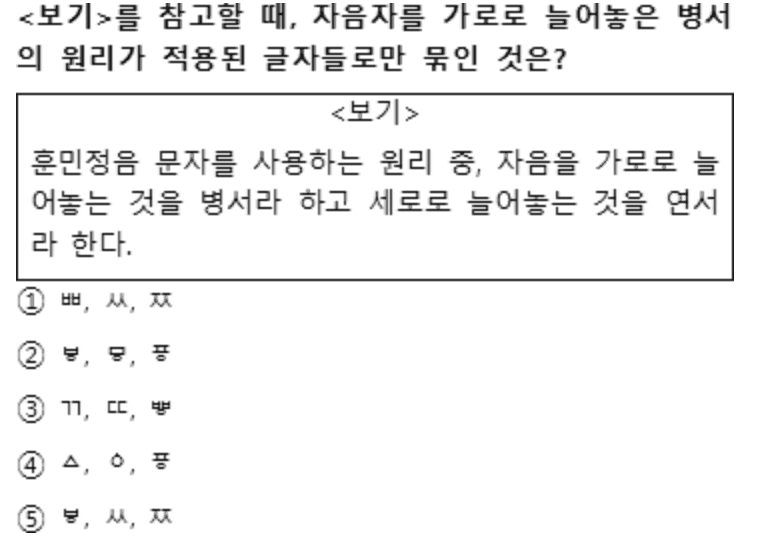 <보기>를 참고할 때, 자음자를 가로로 늘어놓은 병서
의 원리가 적용된 글자들로만 묶인 것은?
<보기>
훈민정음 문자를 사용하는 원리 중, 자음을 가로로 늘
어놓는 것을 병서라 하고 세로로 늘어놓는 것을 연서
라 한다.
① ㅃ, ㅆ, ㅉ
② ㅸ, ㅱ, ㆄ
③ ㄲ, ㄸ, ㅹ
④ ㅿ, ㆁ, ㆄ
⑤ ㅸ, ㅆ, ㅉ